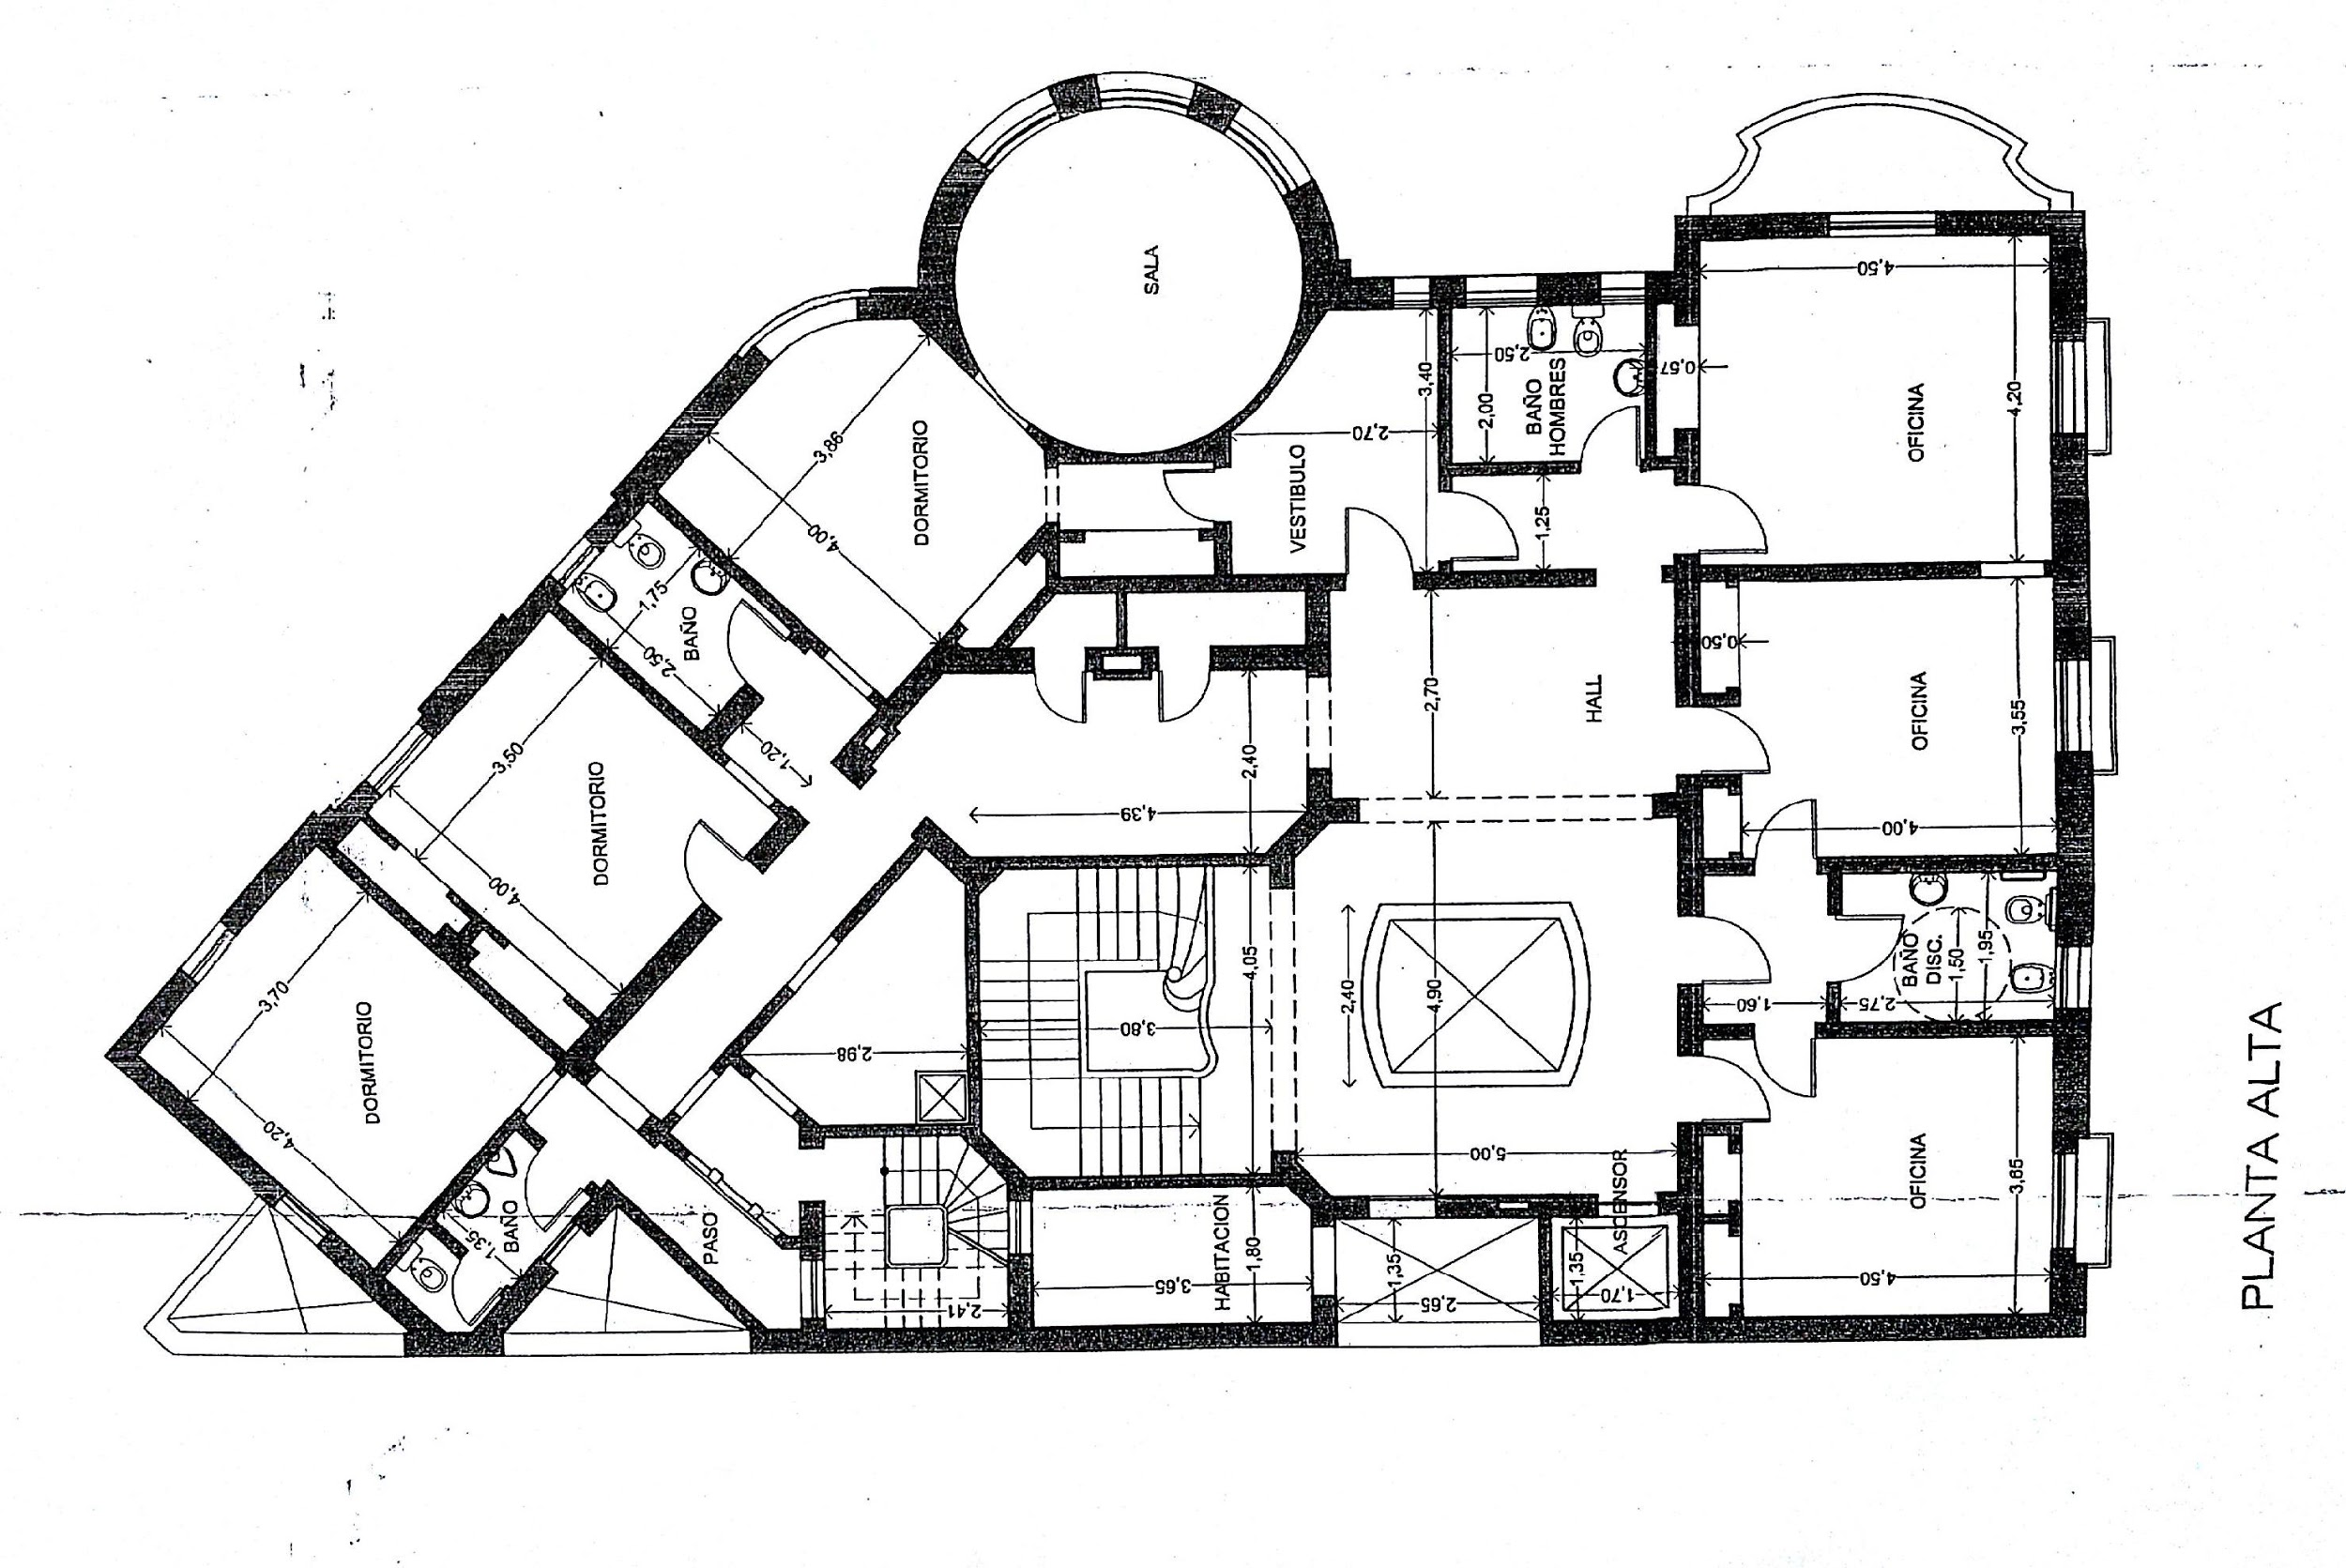 SALA
4,50
OFICINA
4,20
3,40
2,50
2,00
BAÑO
HOMBRES
0,57
2,70
VESTIBULO
1,25
3,86
4,00
DORMITORIO
1,75
2,50
BAÑO
1,20
3,50
4,00
DORMITORIO
3,70
4,20
DORMITORIO
1,35
BAÑO
PASO
2,98
2,41
4,39
2,40
3,80
4,05
2,70
HALL
0,50
OFICINA
3,55
4,00
2,40
4,90
5,00
BAÑO
DISC.
1,50
1,95
1,60
2,75
OFICINA
3,85
4,50
ASCENSOR
1,35
1,70
1,35
2,65
HABITACION
1,80
3,65
PLANTA ALTA